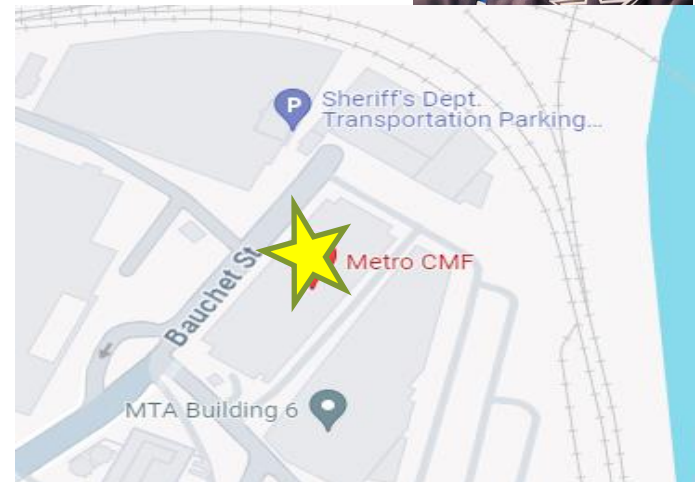 P
Sheriff's Dept.
Transportation Parking...
Metro CMF
Bauchet St
MTA Building 6